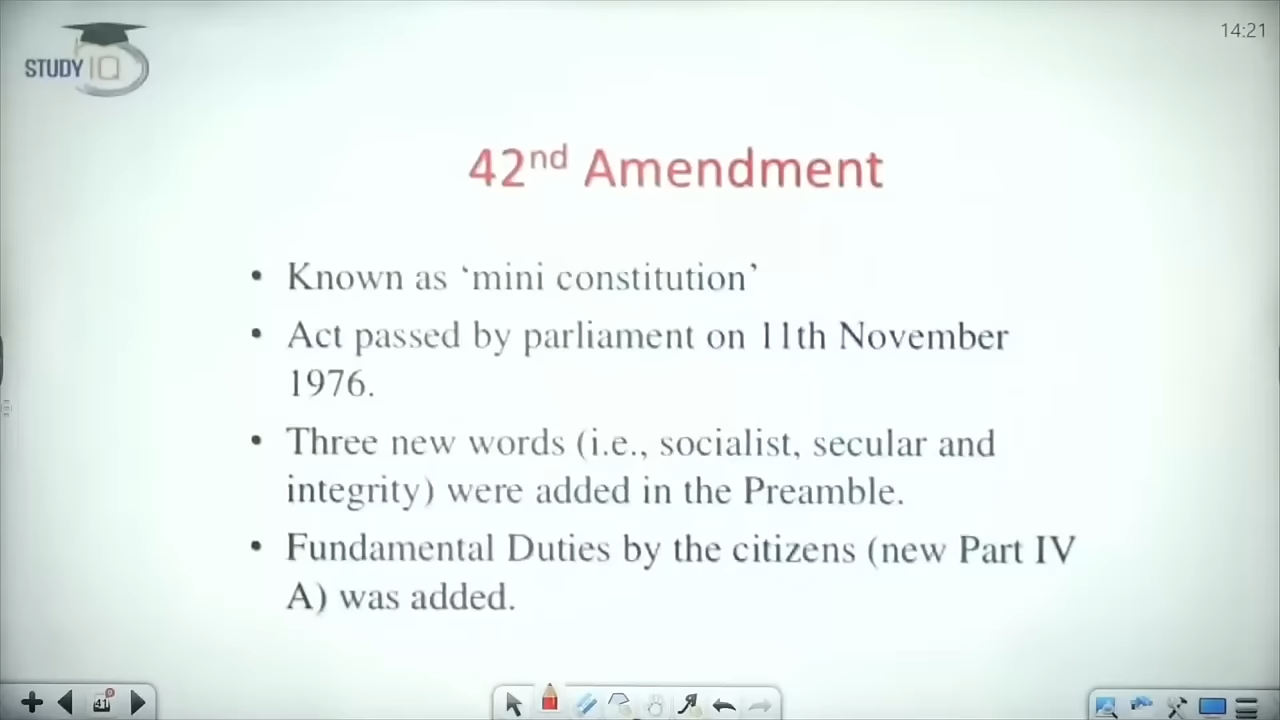 14:21
STUDY IQ
42nd Amendment
• Known as ‘mini constitution’
• Act passed by parliament on 11th November
1976.
• Three new words (i.e., socialist, secular and
integrity) were added in the Preamble.
• Fundamental Duties by the citizens (new Part IV
A) was added.
41